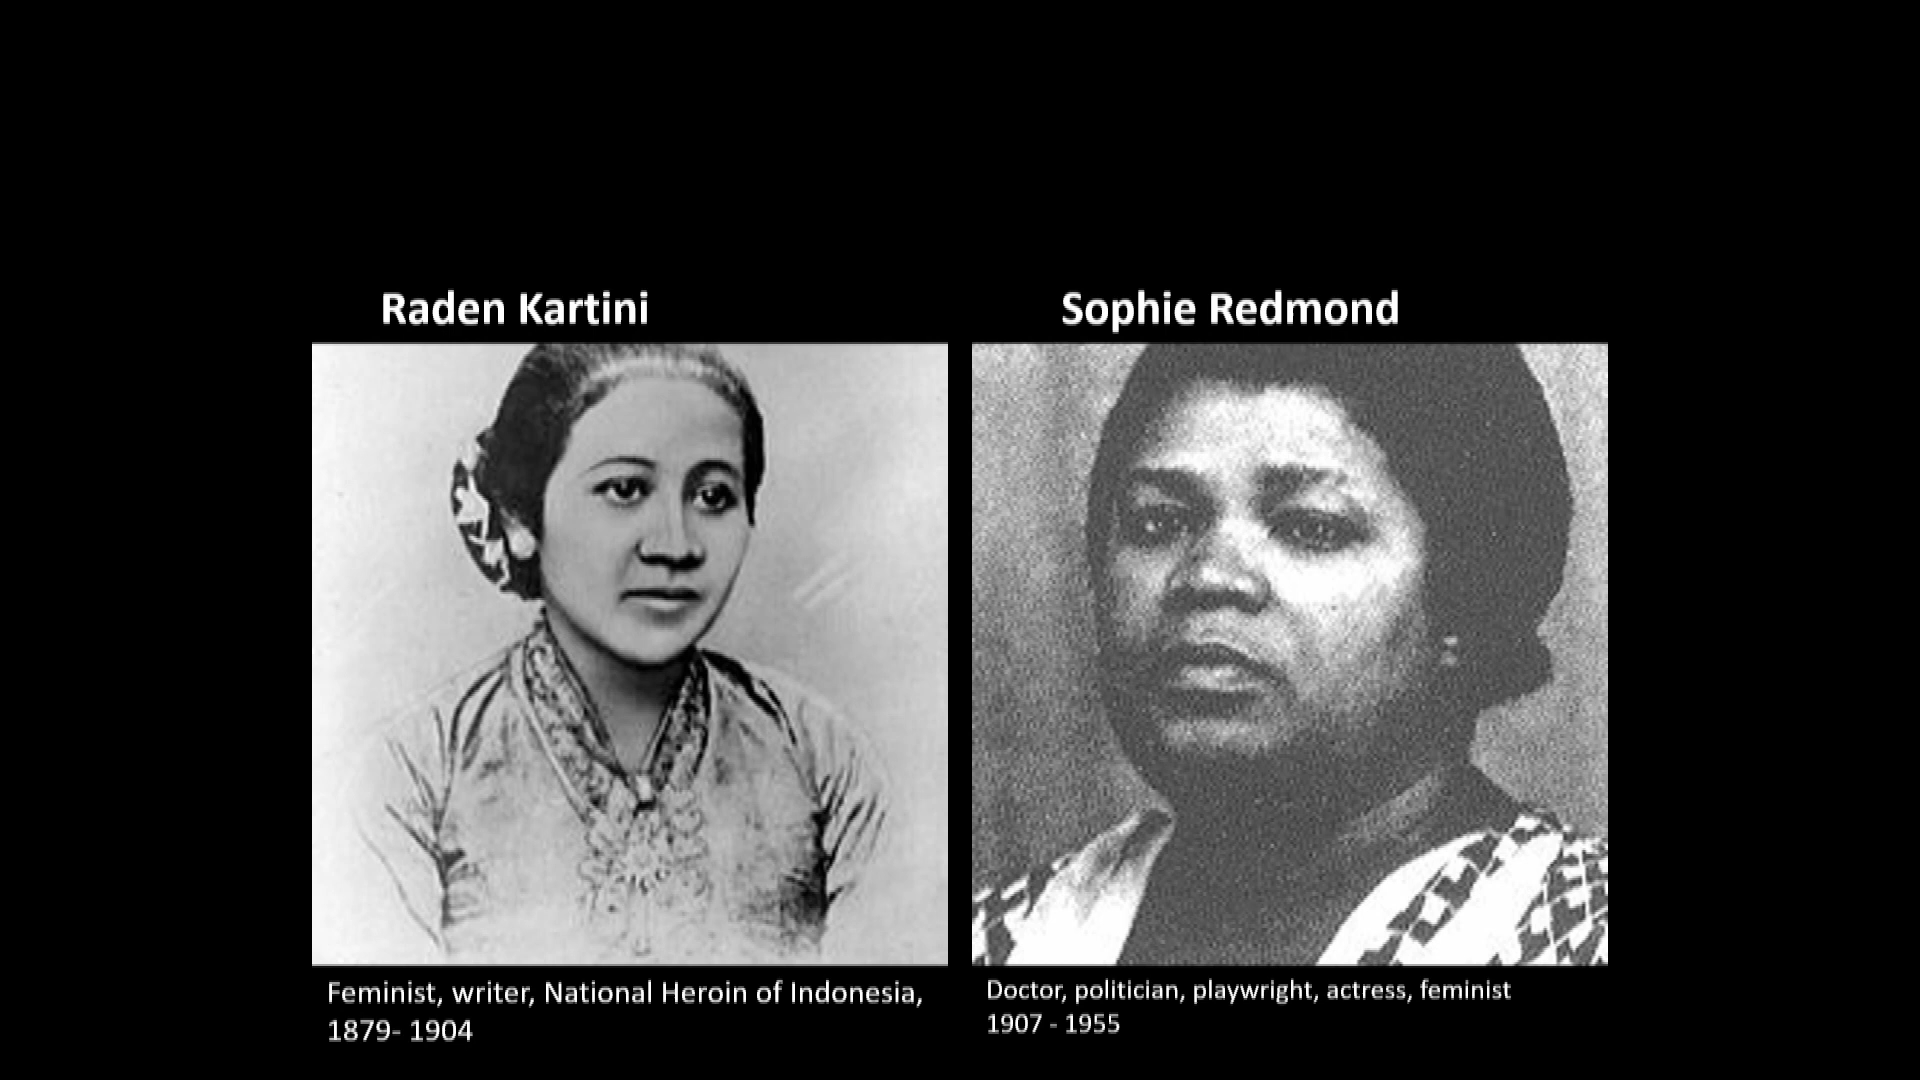 Raden Kartini
Sophie Redmond
Feminist, writer, National Heroin of Indonesia,
1879- 1904
Doctor, politician, playwright, actress, feminist
1907 - 1955